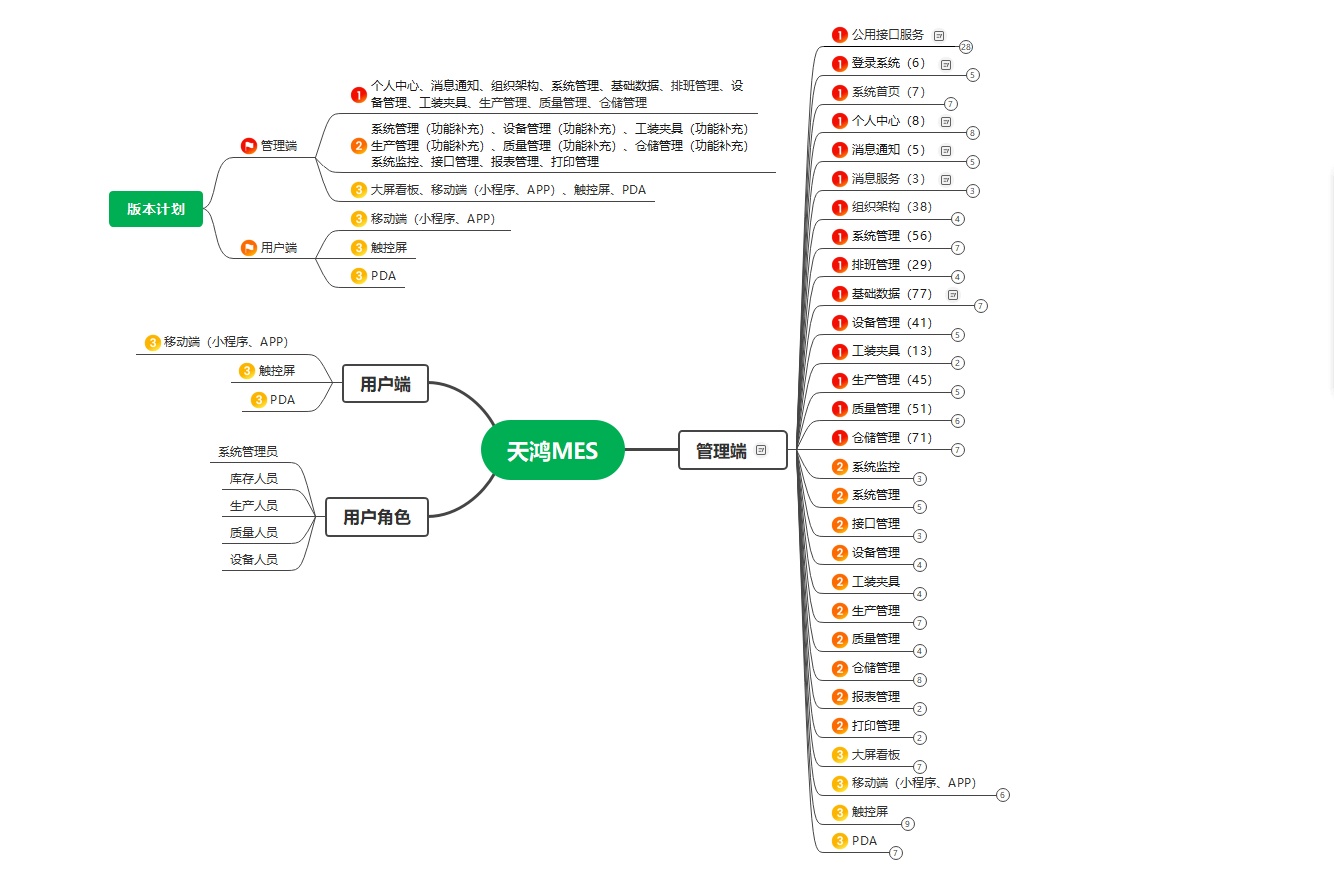 版本计划
管理端
1 个人中心、消息通知、组织架构、系统管理、基础数据、排班管理、设
备管理、工装夹具、生产管理、质量管理、仓储管理
2 系统管理（功能补充）、设备管理（功能补充）、工装夹具（功能补充）
生产管理（功能补充）、质量管理（功能补充）、仓储管理（功能补充）
系统监控、接口管理、报表管理、打印管理
3 大屏看板、移动端（小程序、APP）、触控屏、PDA
用户端
3 移动端（小程序、APP）
3 触控屏
3 PDA
天鸿MES
用户端
3 移动端（小程序、APP）
3 触控屏
3 PDA
用户角色
系统管理员
库存人员
生产人员
质量人员
设备人员
管理端
1 公用接口服务 28
1 登录系统（6） 5
1 系统首页（7） 7
1 个人中心（8） 8
1 消息通知（5） 5
1 消息服务（3） 3
1 组织架构（38） 4
1 系统管理（56） 7
1 排班管理（29） 4
1 基础数据（77） 7
1 设备管理（41） 5
1 工装夹具（13） 2
1 生产管理（45） 5
1 质量管理（51） 6
1 仓储管理（71） 7
2 系统监控 3
2 系统管理 5
2 接口管理 3
2 设备管理 4
2 工装夹具 4
2 生产管理 7
2 质量管理 4
2 仓储管理 8
2 报表管理 2
2 打印管理 2
3 大屏看板 7
3 移动端（小程序、APP） 6
3 触控屏 9
3 PDA 7